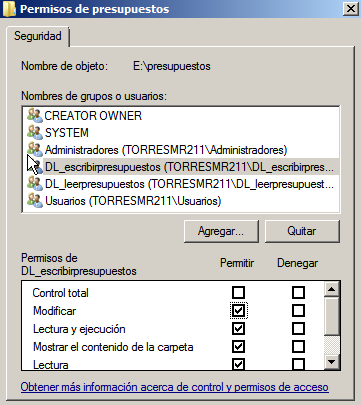 Permisos de presupuestos
Seguridad
Nombre de objeto: E:\presupuestos
Nombres de grupos o usuarios:
CREATOR OWNER
SYSTEM
Administradores (TORRESMR211\Administradores)
DL_escribirpresupuestos (TORRESMR211\DL_escribirpres...
DL_leerpresupuestos (TORRESMR211\DL_leerpresupuest...
Usuarios (TORRESMR211\Usuarios)
Agregar... Quitar
Permisos de
DL_escribirpresupuestos Permitir Denegar
Control total
Modificar
Lectura y ejecución
Mostrar el contenido de la carpeta
Lectura
Obtener más información acerca de control y permisos de acceso